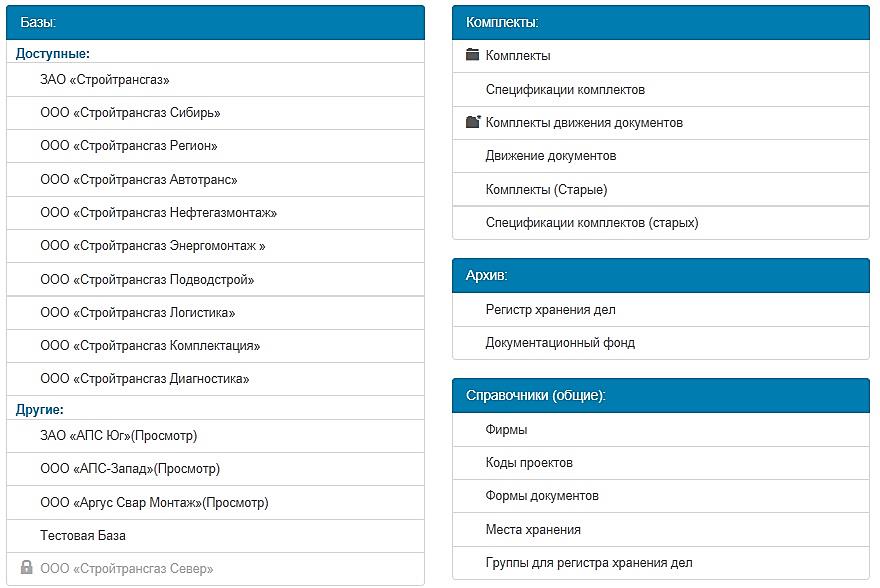 Базы:
Доступные:
ЗАО «Стройтрансгаз»
ООО «Стройтрансгаз Сибирь»
ООО «Стройтрансгаз Регион»
ООО «Стройтрансгаз Автотранс»
ООО «Стройтрансгаз Нефтегазмонтаж»
ООО «Стройтрансгаз Энергомонтаж »
ООО «Стройтрансгаз Подводстрой»
ООО «Стройтрансгаз Логистика»
ООО «Стройтрансгаз Комплектация»
ООО «Стройтрансгаз Диагностика»
Другие:
ЗАО «АПС Юг»(Просмотр)
ООО «АПС-Запад»(Просмотр)
ООО «Аргус Свар Монтаж»(Просмотр)
Тестовая База
ООО «Стройтрансгаз Север»
Комплекты:
Комплекты
Спецификации комплектов
Комплекты движения документов
Движение документов
Комплекты (Старые)
Спецификации комплектов (старых)
Архив:
Регистр хранения дел
Документационный фонд
Справочники (общие):
Фирмы
Коды проектов
Формы документов
Места хранения
Группы для регистра хранения дел